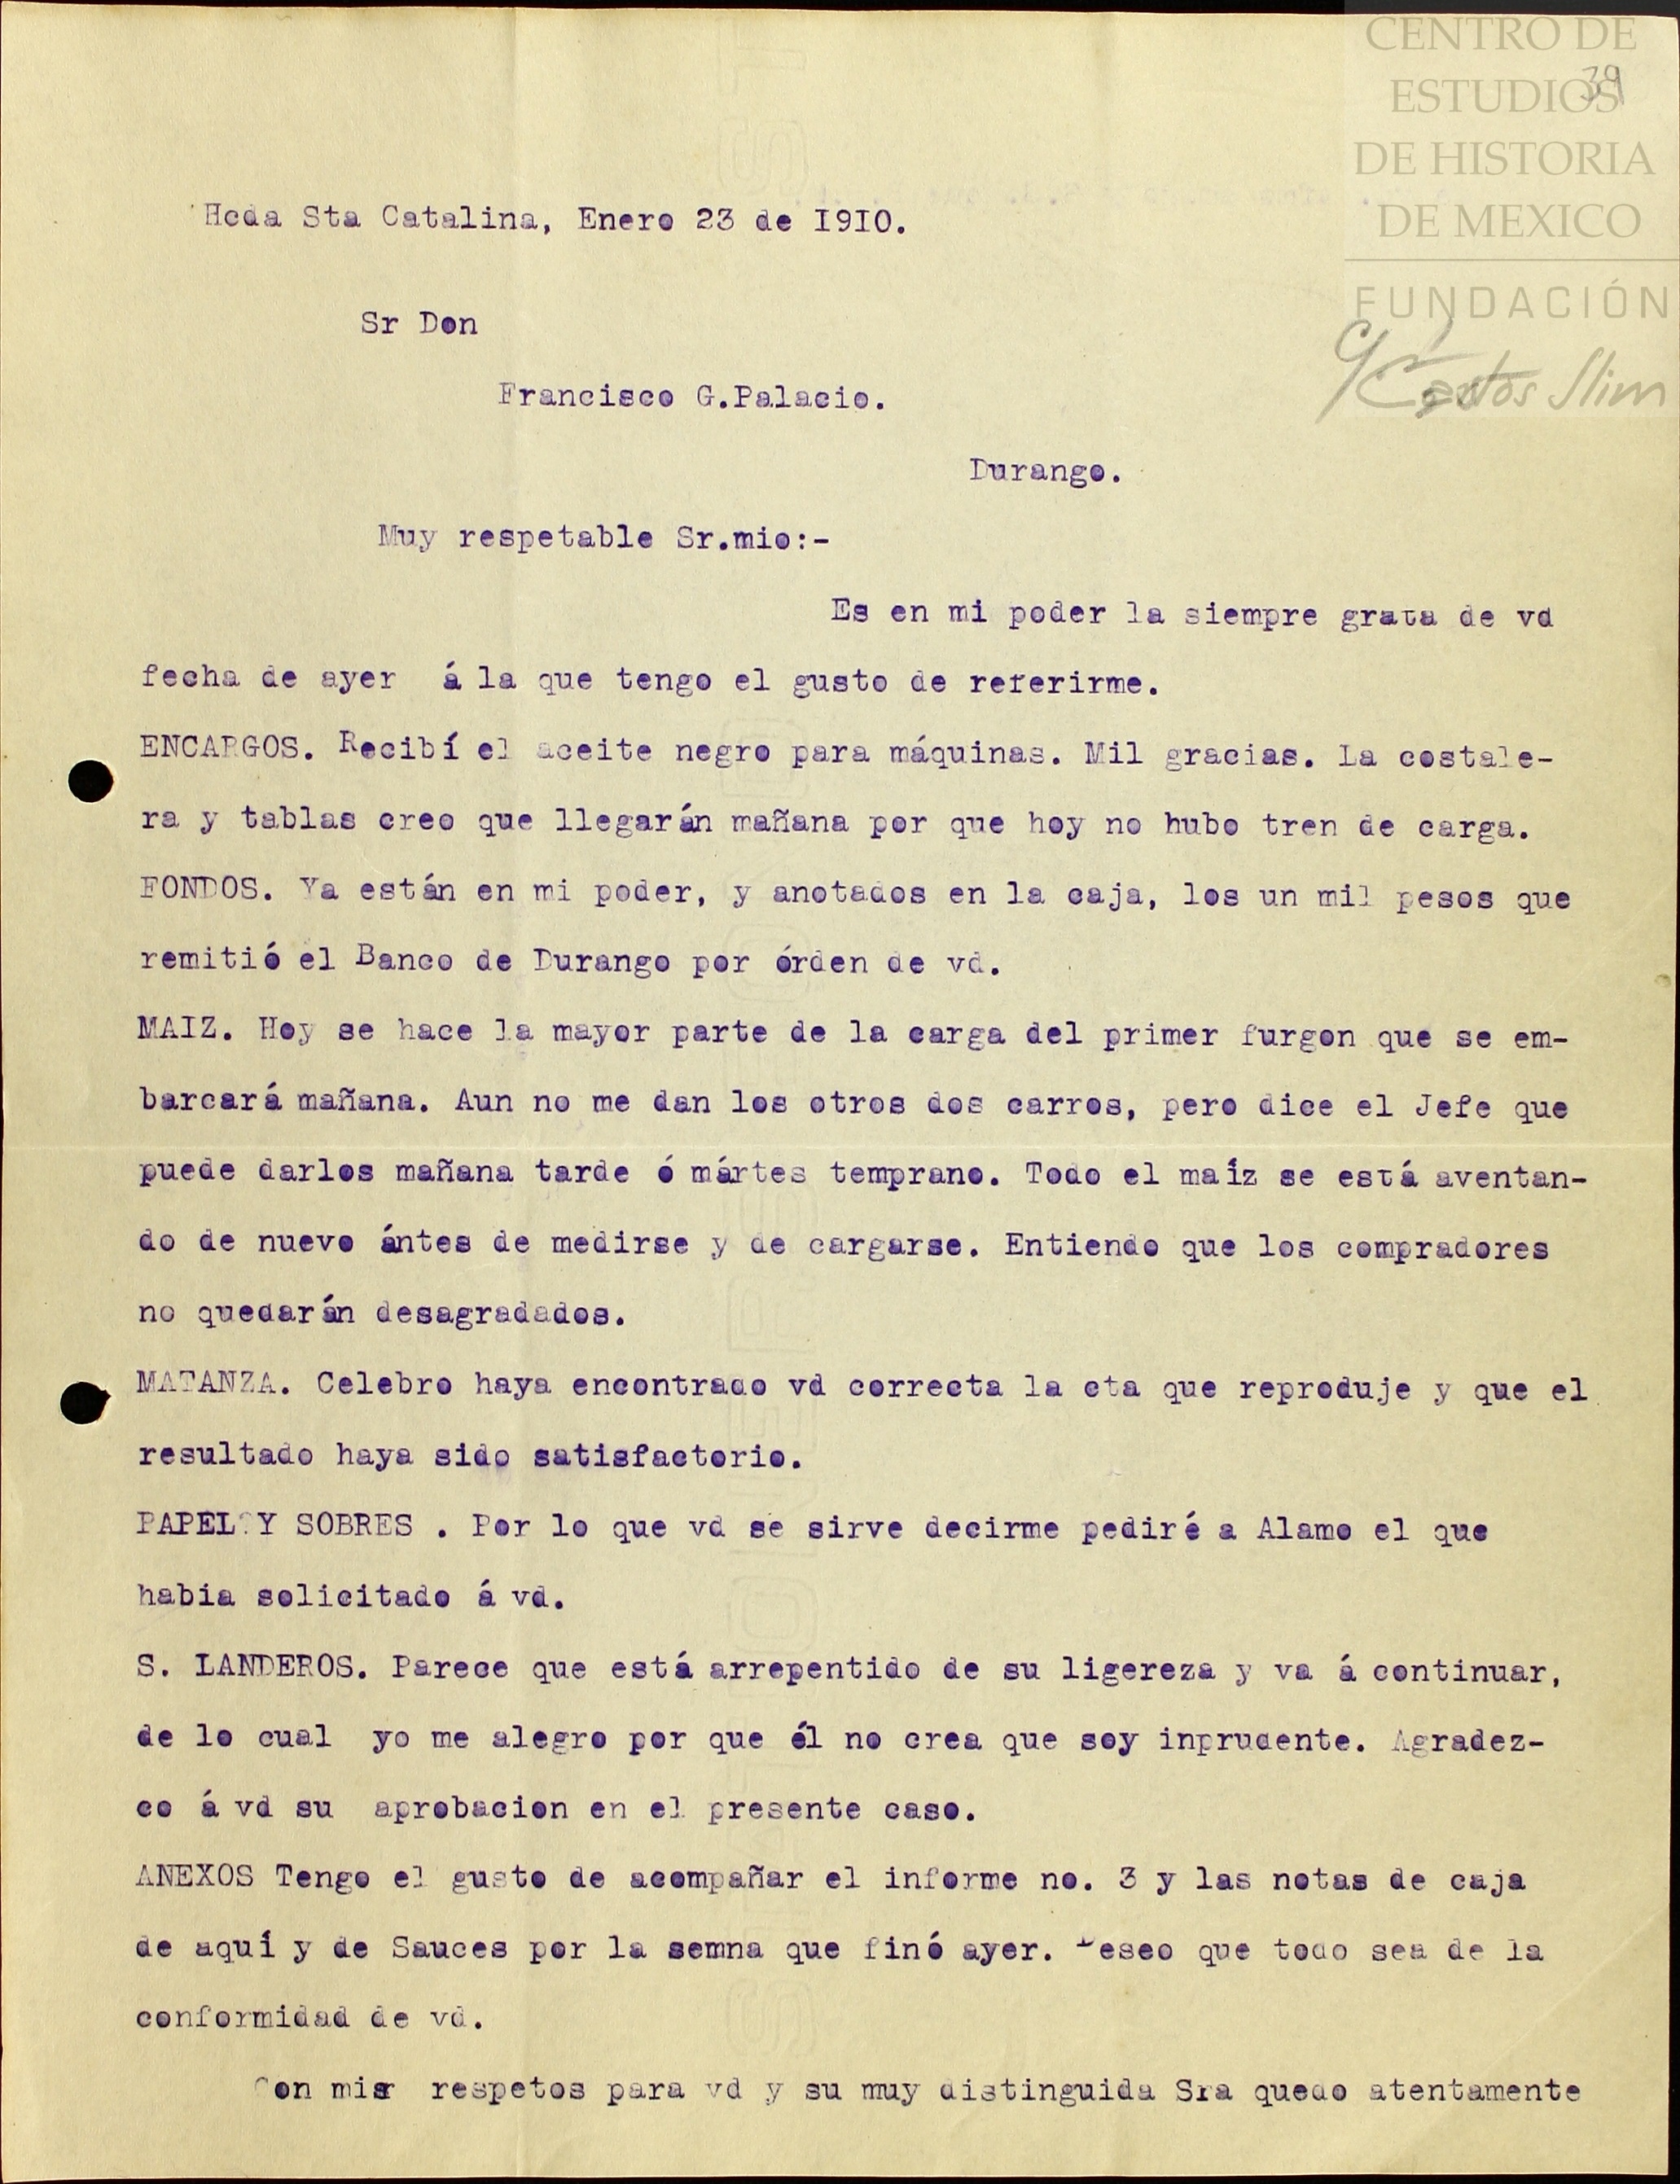 CENTRO DE
ESTUDIOS
39
DE HISTORIA
DE MEXICO
FUNDACIÓN
Carlos Slim
Hcda Sta Catalina, Enero 23 de I9I0.
Sr Don
Francisco G.Palacio.
Durango.
Muy respetable Sr.mio:-
Es en mi poder la siempre grata de vd
fecha de ayer á la que tengo el gusto de referirme.
ENCARGOS. Recibí el aceite negro para máquinas. Mil gracias. La costale-
ra y tablas creo que llegarán mañana por que hoy no hubo tren de carga.
FONDOS. Ya están en mi poder, y anotados en la caja, los un mil pesos que
remitió el Banco de Durango por órden de vd.
MAIZ. Hoy se hace la mayor parte de la carga del primer furgon que se em-
barcará mañana. Aun no me dan los otros dos carros, pero dice el Jefe que
puede darlos mañana tarde ó mártes temprano. Todo el maíz se está aventan-
do de nuevo ántes de medirse y de cargarse. Entiendo que los compradores
no quedarán desagradados.
MATANZA. Celebro haya encontrado vd correcta la cta que reproduje y que el
resultado haya sido satisfactorio.
PAPEL Y SOBRES . Por lo que vd se sirve decirme pediré a Alamo el que
habia solicitado á vd.
S. LANDEROS. Parece que está arrepentido de su ligereza y va á continuar,
de lo cual yo me alegro por que él no crea que soy inprudente. Agradez-
co á vd su aprobacion en el presente caso.
ANEXOS Tengo el gusto de acompañar el informe no. 3 y las notas de caja
de aquí y de Sauces por la semna que finó ayer. Deseo que todo sea de la
conformidad de vd.
Con mis respetos para vd y su muy distinguida Sra quedo atentamente